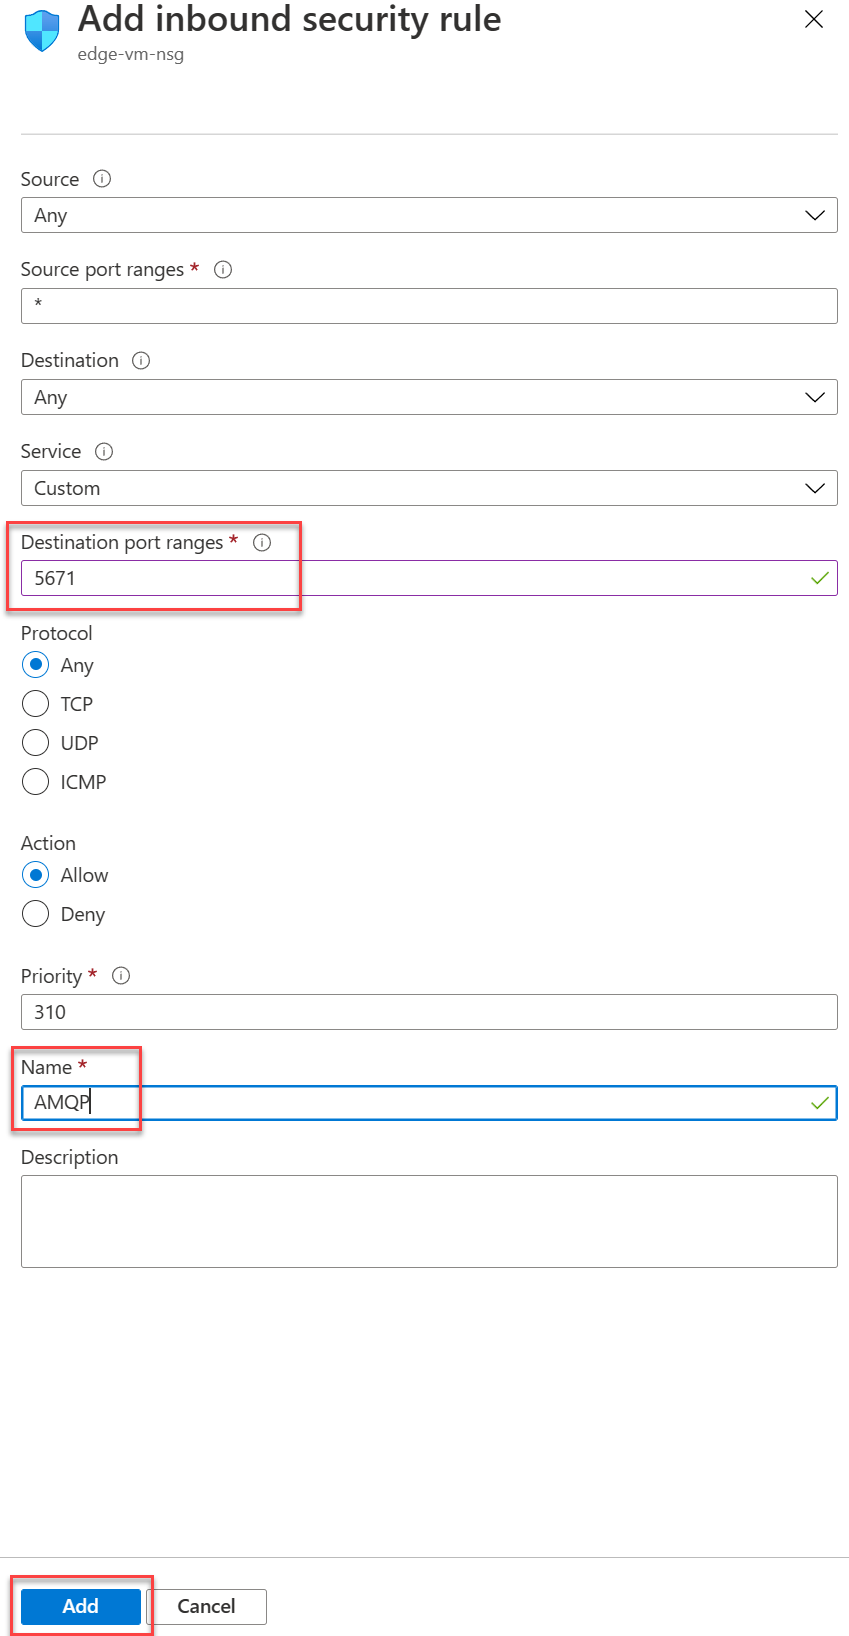 Add inbound security rule
edge-vm-nsg
Source
Any
Source port ranges *
*
Destination
Any
Service
Custom
Destination port ranges *
5671
Protocol
Any
TCP
UDP
ICMP
Action
Allow
Deny
Priority *
310
Name *
AMQP
Description
Add Cancel